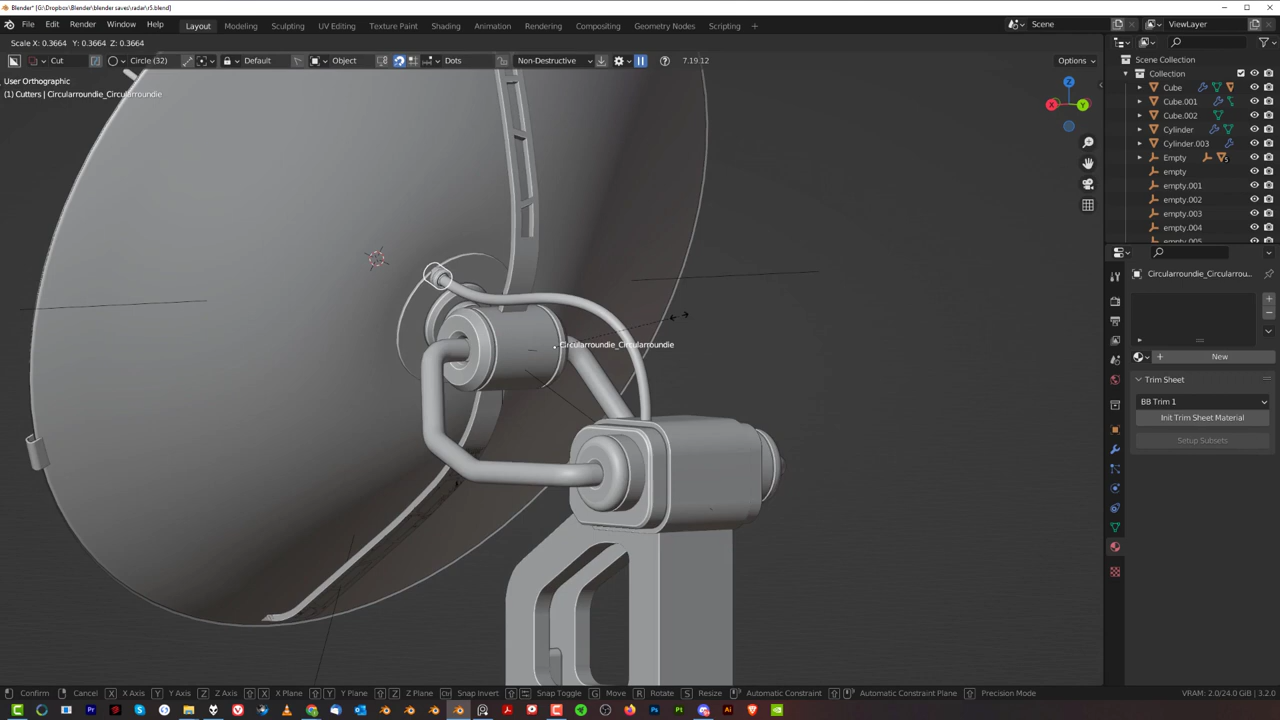 Blender* [G:\Dropbox\Blender\blender saves\radar\r5.blend]
File Edit Render Window Help Layout Modeling Sculpting UV Editing Texture Paint Shading Animation Rendering Compositing Geometry Nodes Scripting + Scene ViewLayer
Scale X: 0.3664 Y: 0.3664 Z: 0.3664
Cut Circle (32) Default Object Dots Non-Destructive 7.19.12 Options
User Orthographic
(1) Cutters | Circularroundie_Circularroundie
X Y Z
Scene Collection
Collection
Cube
Cube.001
Cube.002
Cylinder
Cylinder.003
Empty 5
empty
empty.001
empty.002
empty.003
empty.004
empty.005
Circularroundie_Circularroundie
Circularroundie_Circularrou...
New
Trim Sheet
BB Trim 1
Init Trim Sheet Material
Setup Subsets
Confirm Cancel X X Axis Y Y Axis Z Z Axis X X Plane Y Y Plane Z Z Plane Snap Invert Snap Toggle G Move R Rotate S Resize Automatic Constraint Automatic Constraint Plane Precision Mode VRAM: 2.0/24.0 GiB | 3.2.0